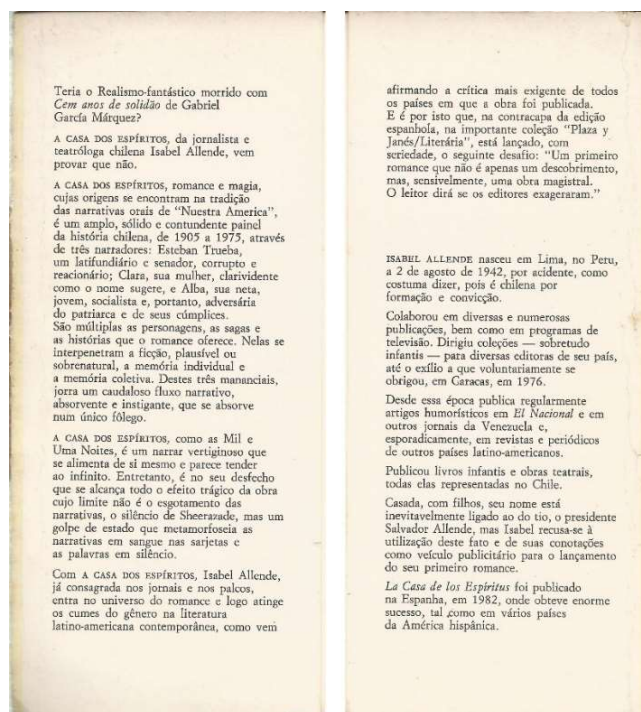 Teria o Realismo-fantástico morrido com
Cem anos de solidão de Gabriel
García Márquez?
A CASA DOS ESPÍRITOS, da jornalista e
teatróloga chilena Isabel Allende, vem
provar que não.
A CASA DOS ESPÍRITOS, romance e magia,
cujas origens se encontram na tradição
das narrativas orais de "Nuestra America",
é um amplo, sólido e contundente painel
da história chilena, de 1905 a 1975, através
de três narradores: Esteban Trueba,
um latifundiário e senador, corrupto e
reacionário; Clara, sua mulher, clarividente
como o nome sugere, e Alba, sua neta,
jovem, socialista e, portanto, adversária
do patriarca e de seus cúmplices.
São múltiplas as personagens, as sagas e
as histórias que o romance oferece. Nelas se
interpenetram a ficção, plausível ou
sobrenatural, a memória individual e
a memória coletiva. Destes três mananciais,
jorra um caudaloso fluxo narrativo,
absorvente e instigante, que se absorve
num único fôlego.
A CASA DOS ESPÍRITOS, como as Mil e
Uma Noites, é um narrar vertiginoso que
se alimenta de si mesmo e parece tender
ao infinito. Entretanto, é no seu desfecho
que se alcança todo o efeito trágico da obra
cujo limite não é o esgotamento das
narrativas, o silêncio de Sheerazade, mas um
golpe de estado que metamorfoseia as
narrativas em sangue nas sarjetas e
as palavras em silêncio.
Com A CASA DOS ESPÍRITOS, Isabel Allende,
já consagrada nos jornais e nos palcos,
entra no universo do romance e logo atinge
os cumes do gênero na literatura
latino-americana contemporânea, como vem
afirmando a crítica mais exigente de todos
os países em que a obra foi publicada.
E é por isto que, na contracapa da edição
espanhola, na importante coleção "Plaza y
Janés/Literária", está lançado, com
seriedade, o seguinte desafio: "Um primeiro
romance que não é apenas um descobrimento,
mas, sensivelmente, uma obra magistral.
O leitor dirá se os editores exageraram."
ISABEL ALLENDE nasceu em Lima, no Peru,
a 2 de agosto de 1942, por acidente, como
costuma dizer, pois é chilena por
formação e convicção.
Colaborou em diversas e numerosas
publicações, bem como em programas de
televisão. Dirigiu coleções — sobretudo
infantis — para diversas editoras de seu país,
até o exílio a que voluntariamente se
obrigou, em Caracas, em 1976.
Desde essa época publica regularmente
artigos humorísticos em El Nacional e em
outros jornais da Venezuela e,
esporadicamente, em revistas e periódicos
de outros países latino-americanos.
Publicou livros infantis e obras teatrais,
todas elas representadas no Chile.
Casada, com filhos, seu nome está
inevitavelmente ligado ao do tio, o presidente
Salvador Allende, mas Isabel recusa-se à
utilização deste fato e de suas conotações
como veículo publicitário para o lançamento
do seu primeiro romance.
La Casa de los Espíritus foi publicado
na Espanha, em 1982, onde obteve enorme
sucesso, tal como em vários países
da América hispânica.